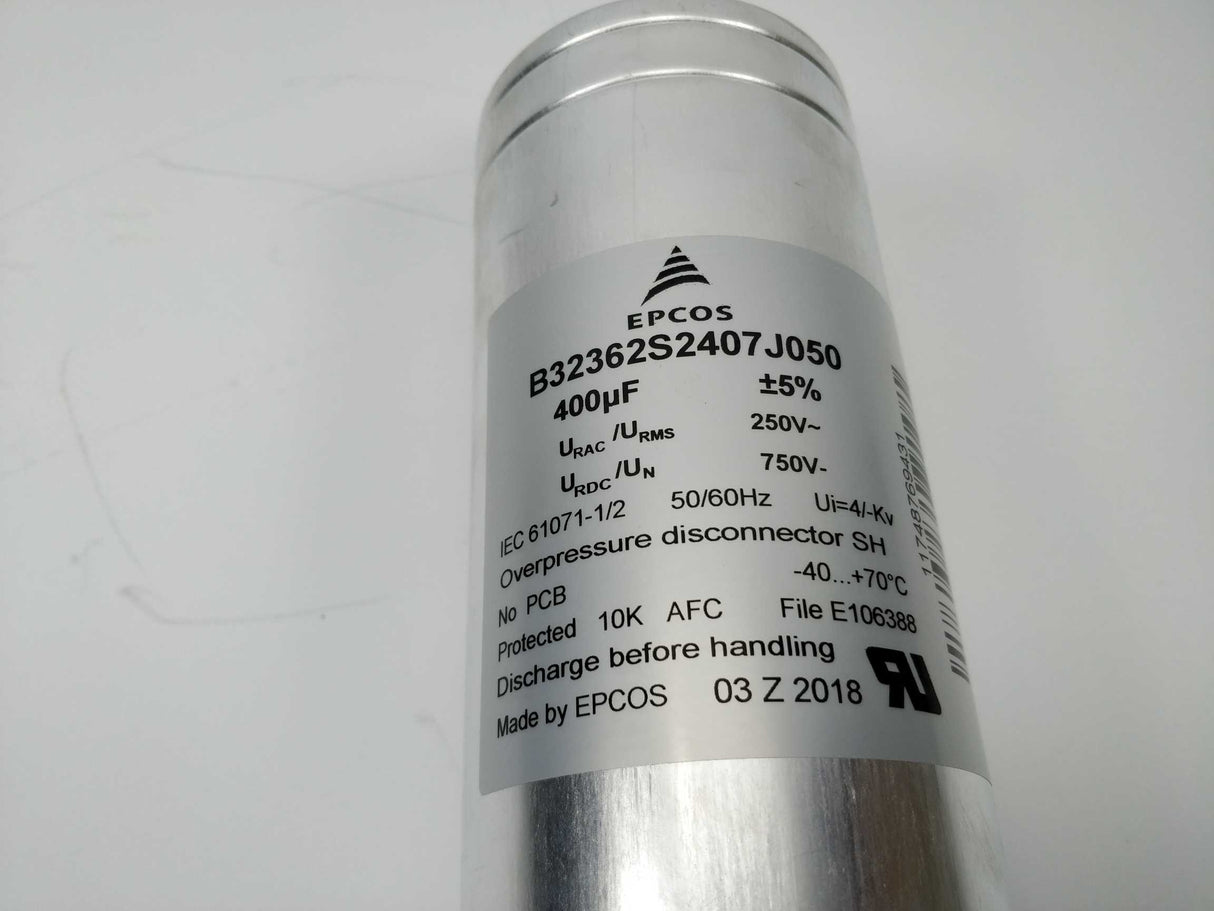 EPCOS
B32362S2407J050
400µF ±5%
URAC /URMS 250V~
URDC /UN 750V-
IEC 61071-1/2 50/60Hz Ui=4/-Kv
Overpressure disconnector SH
No PCB -40...+70°C
Protected 10K AFC File E106388
Discharge before handling
Made by EPCOS 03 Z 2018
11748769431